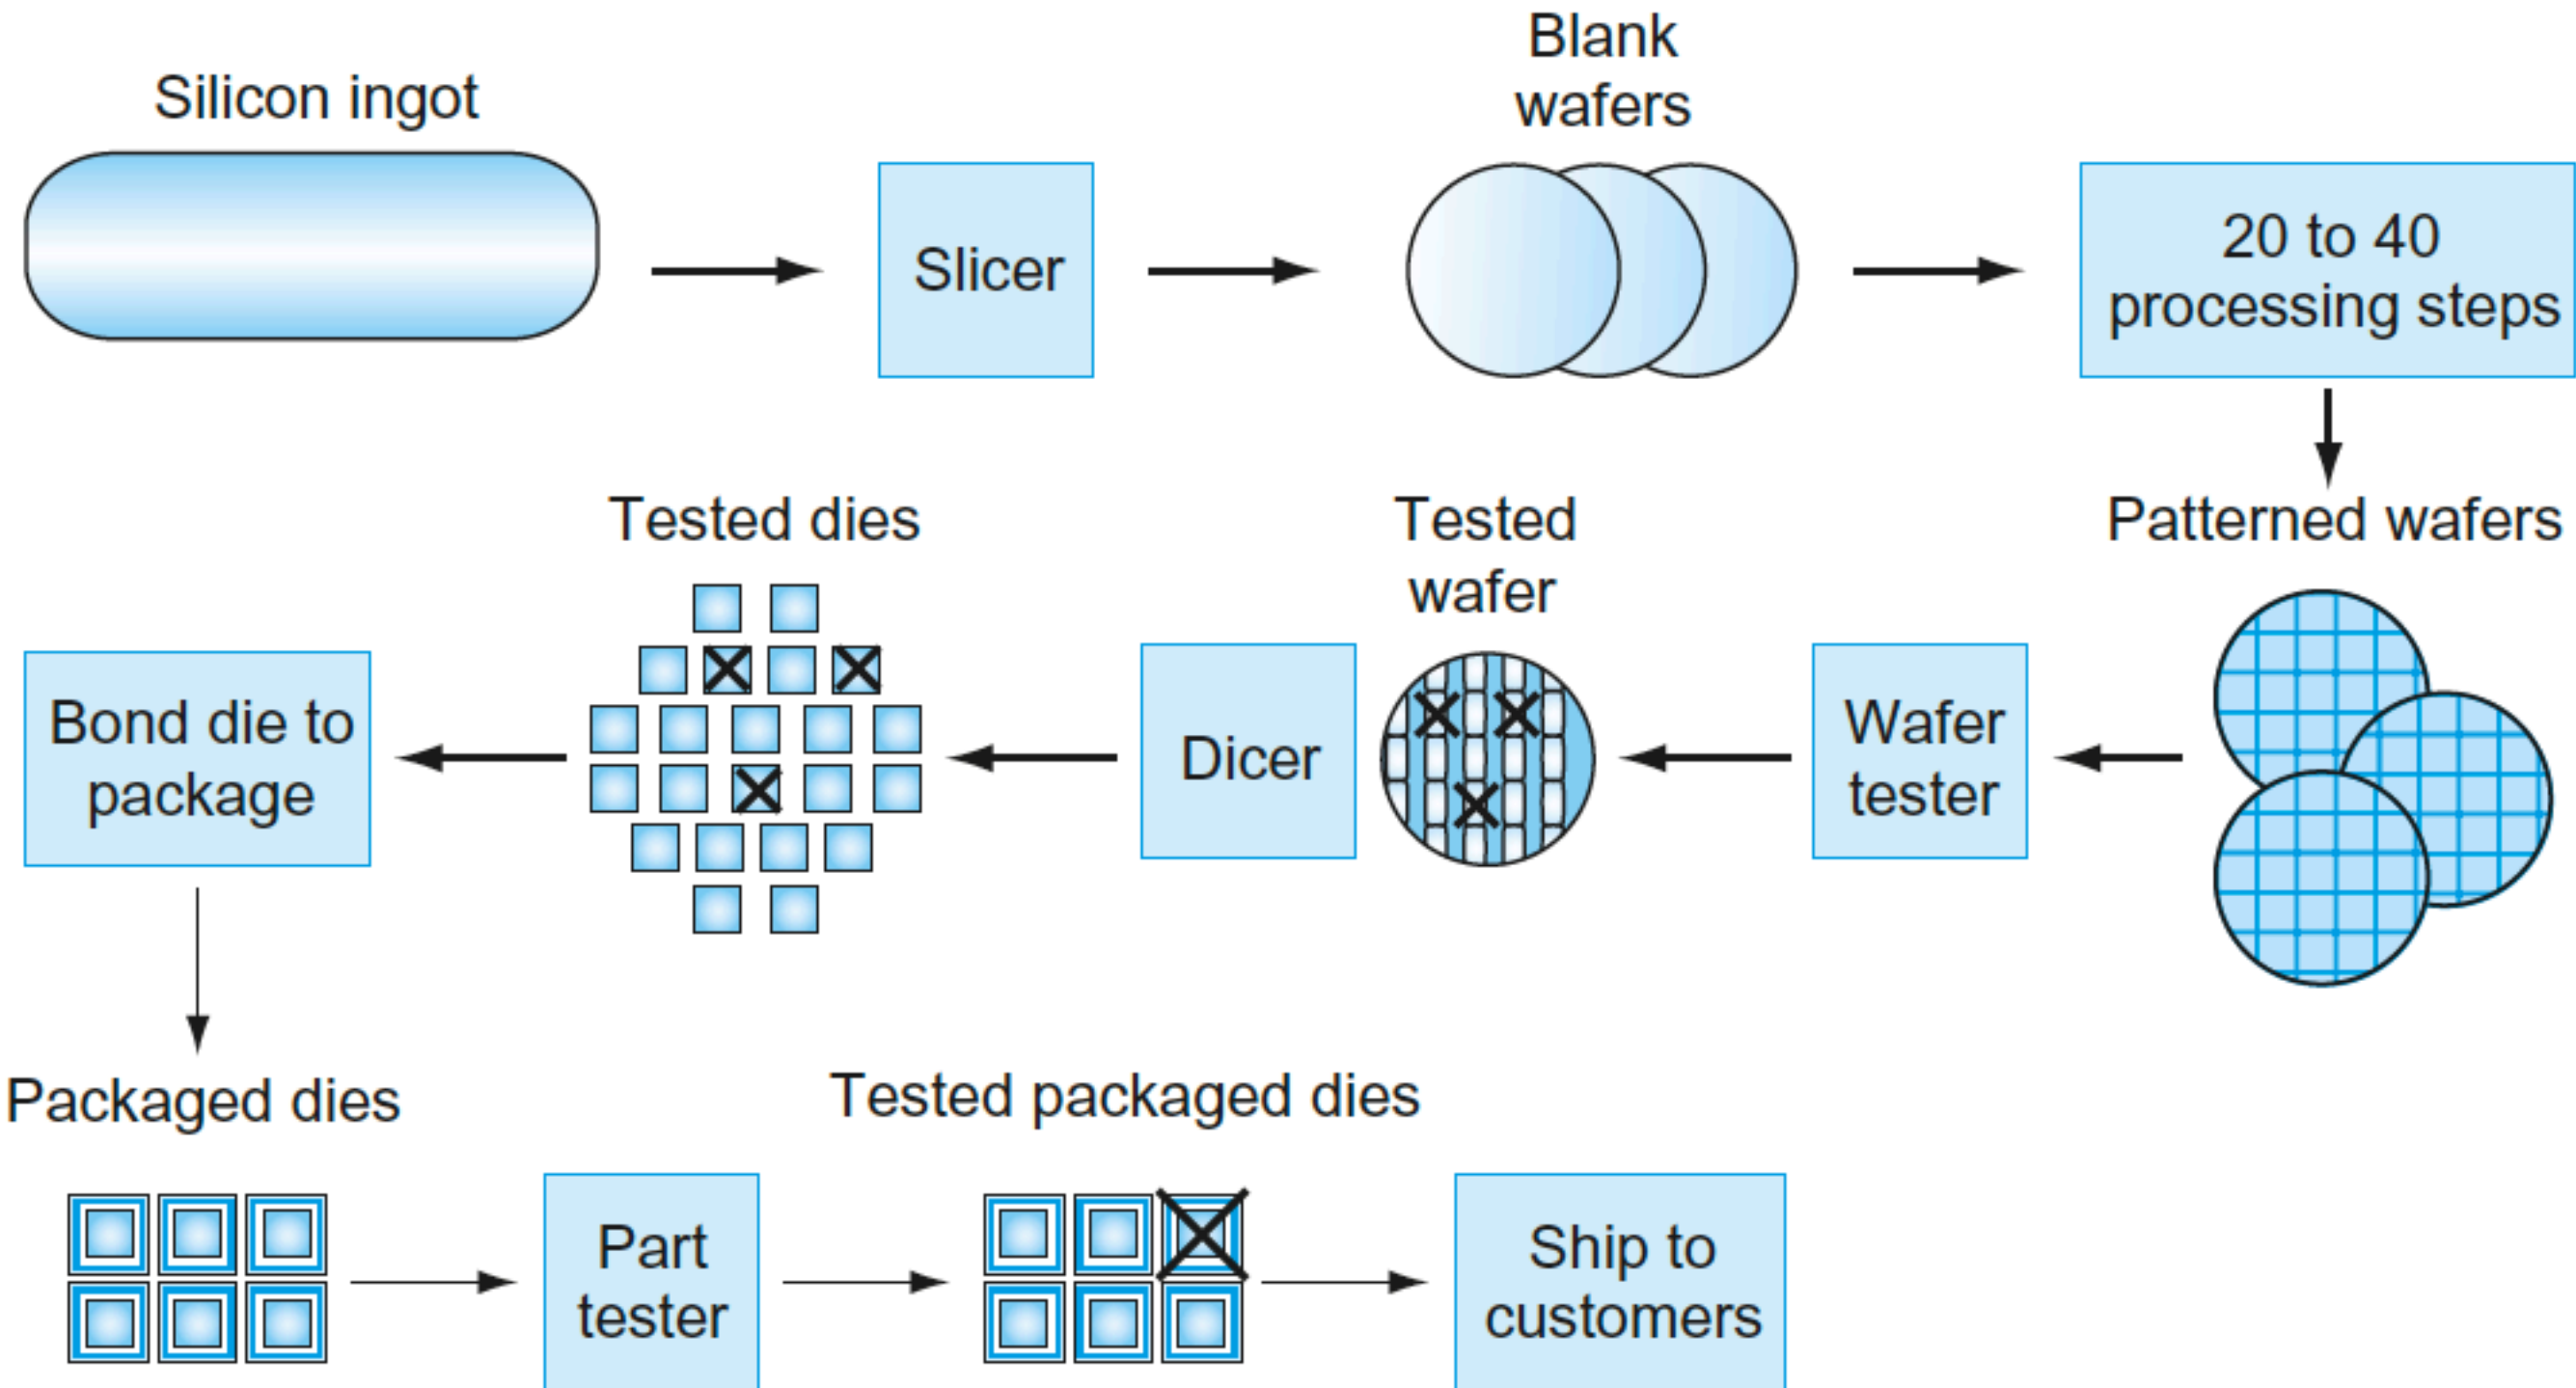 Silicon ingot
Slicer
Blank
wafers
20 to 40
processing steps
Patterned wafers
Wafer
tester
Tested
wafer
Dicer
Tested dies
Bond die to
package
Packaged dies
Part
tester
Tested packaged dies
Ship to
customers